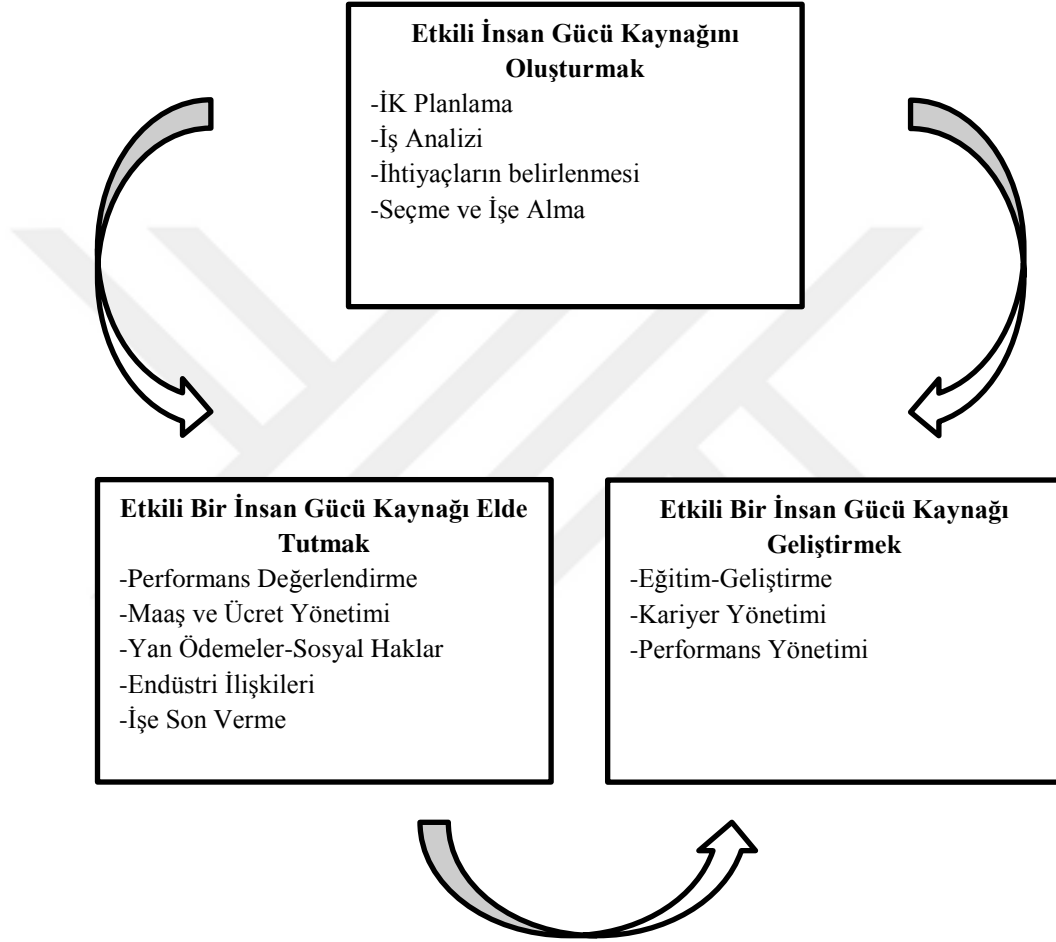 Etkili İnsan Gücü Kaynağını
Oluşturmak
-İK Planlama
-İş Analizi
-İhtiyaçların belirlenmesi
-Seçme ve İşe Alma
Etkili Bir İnsan Gücü Kaynağı Elde
Tutmak
-Performans Değerlendirme
-Maaş ve Ücret Yönetimi
-Yan Ödemeler-Sosyal Haklar
-Endüstri İlişkileri
-İşe Son Verme
Etkili Bir İnsan Gücü Kaynağı
Geliştirmek
-Eğitim-Geliştirme
-Kariyer Yönetimi
-Performans Yönetimi